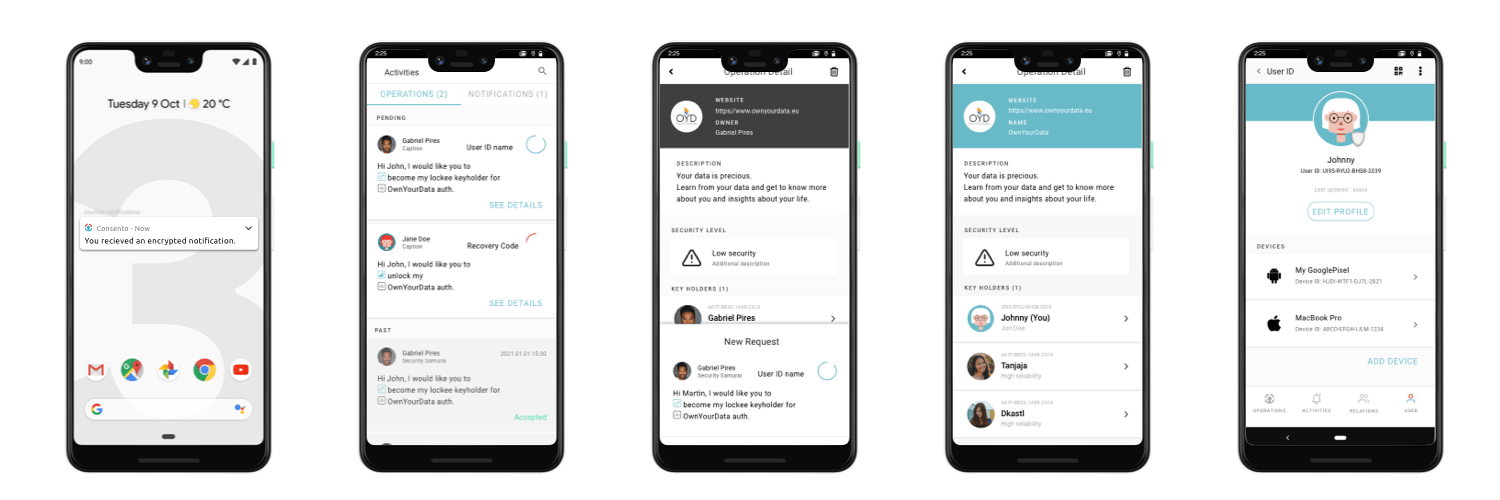 9:00
Tuesday 9 Oct | 20 °C
Consento - Now
You recieved an encrypted notification.
2:25
Activities
OPERATIONS (2)
NOTIFICATIONS (1)
PENDING
Gabriel Pires
Caption
User ID name
Hi John, I would like you to
become my lockee keyholder for
OwnYourData auth.
SEE DETAILS
Jane Doe
Caption
Recovery Code
Hi John, I would like you to
unlock my
OwnYourData auth.
SEE DETAILS
PAST
Gabriel Pires
Security Samurai
2021.01.01 15:30
Hi John, I would like you to
become my lockee keyholder for
OwnYourData auth.
Accepted
2:25
Operation Detail
OYD
WEBSITE
https://www.ownyourdata.eu
OWNER
Gabriel Pires
DESCRIPTION
Your data is precious.
Learn from your data and get to know more
about you and insights about your life.
SECURITY LEVEL
Low security
Additional description
KEY HOLDERS (1)
Gabriel Pires
New Request
Gabriel Pires
Security Samurai
User ID name
Hi Martin, I would like you to
become my lockee keyholder for
OwnYourData auth.
2:25
Operation Detail
OYD
WEBSITE
https://www.ownyourdata.eu
NAME
OwnYourData
DESCRIPTION
Your data is precious.
Learn from your data and get to know more
about you and insights about your life.
SECURITY LEVEL
Low security
Additional description
KEY HOLDERS (1)
Johnny (You)
Jon Doe
Tanjaja
High reliability
Dkastl
High reliability
2:25
User ID
Johnny
User ID: UI9S-RYU2-BHS8-2039
Last updated : xxxxx
EDIT PROFILE
DEVICES
My GooglePixel
Device ID: HJDI-WTF1-DJ7L-2821
MacBook Pro
Device ID: ABCD-EFGH-IJLM-1234
ADD DEVICE
OPERATIONS
ACTIVITIES
RELATIONS
USER